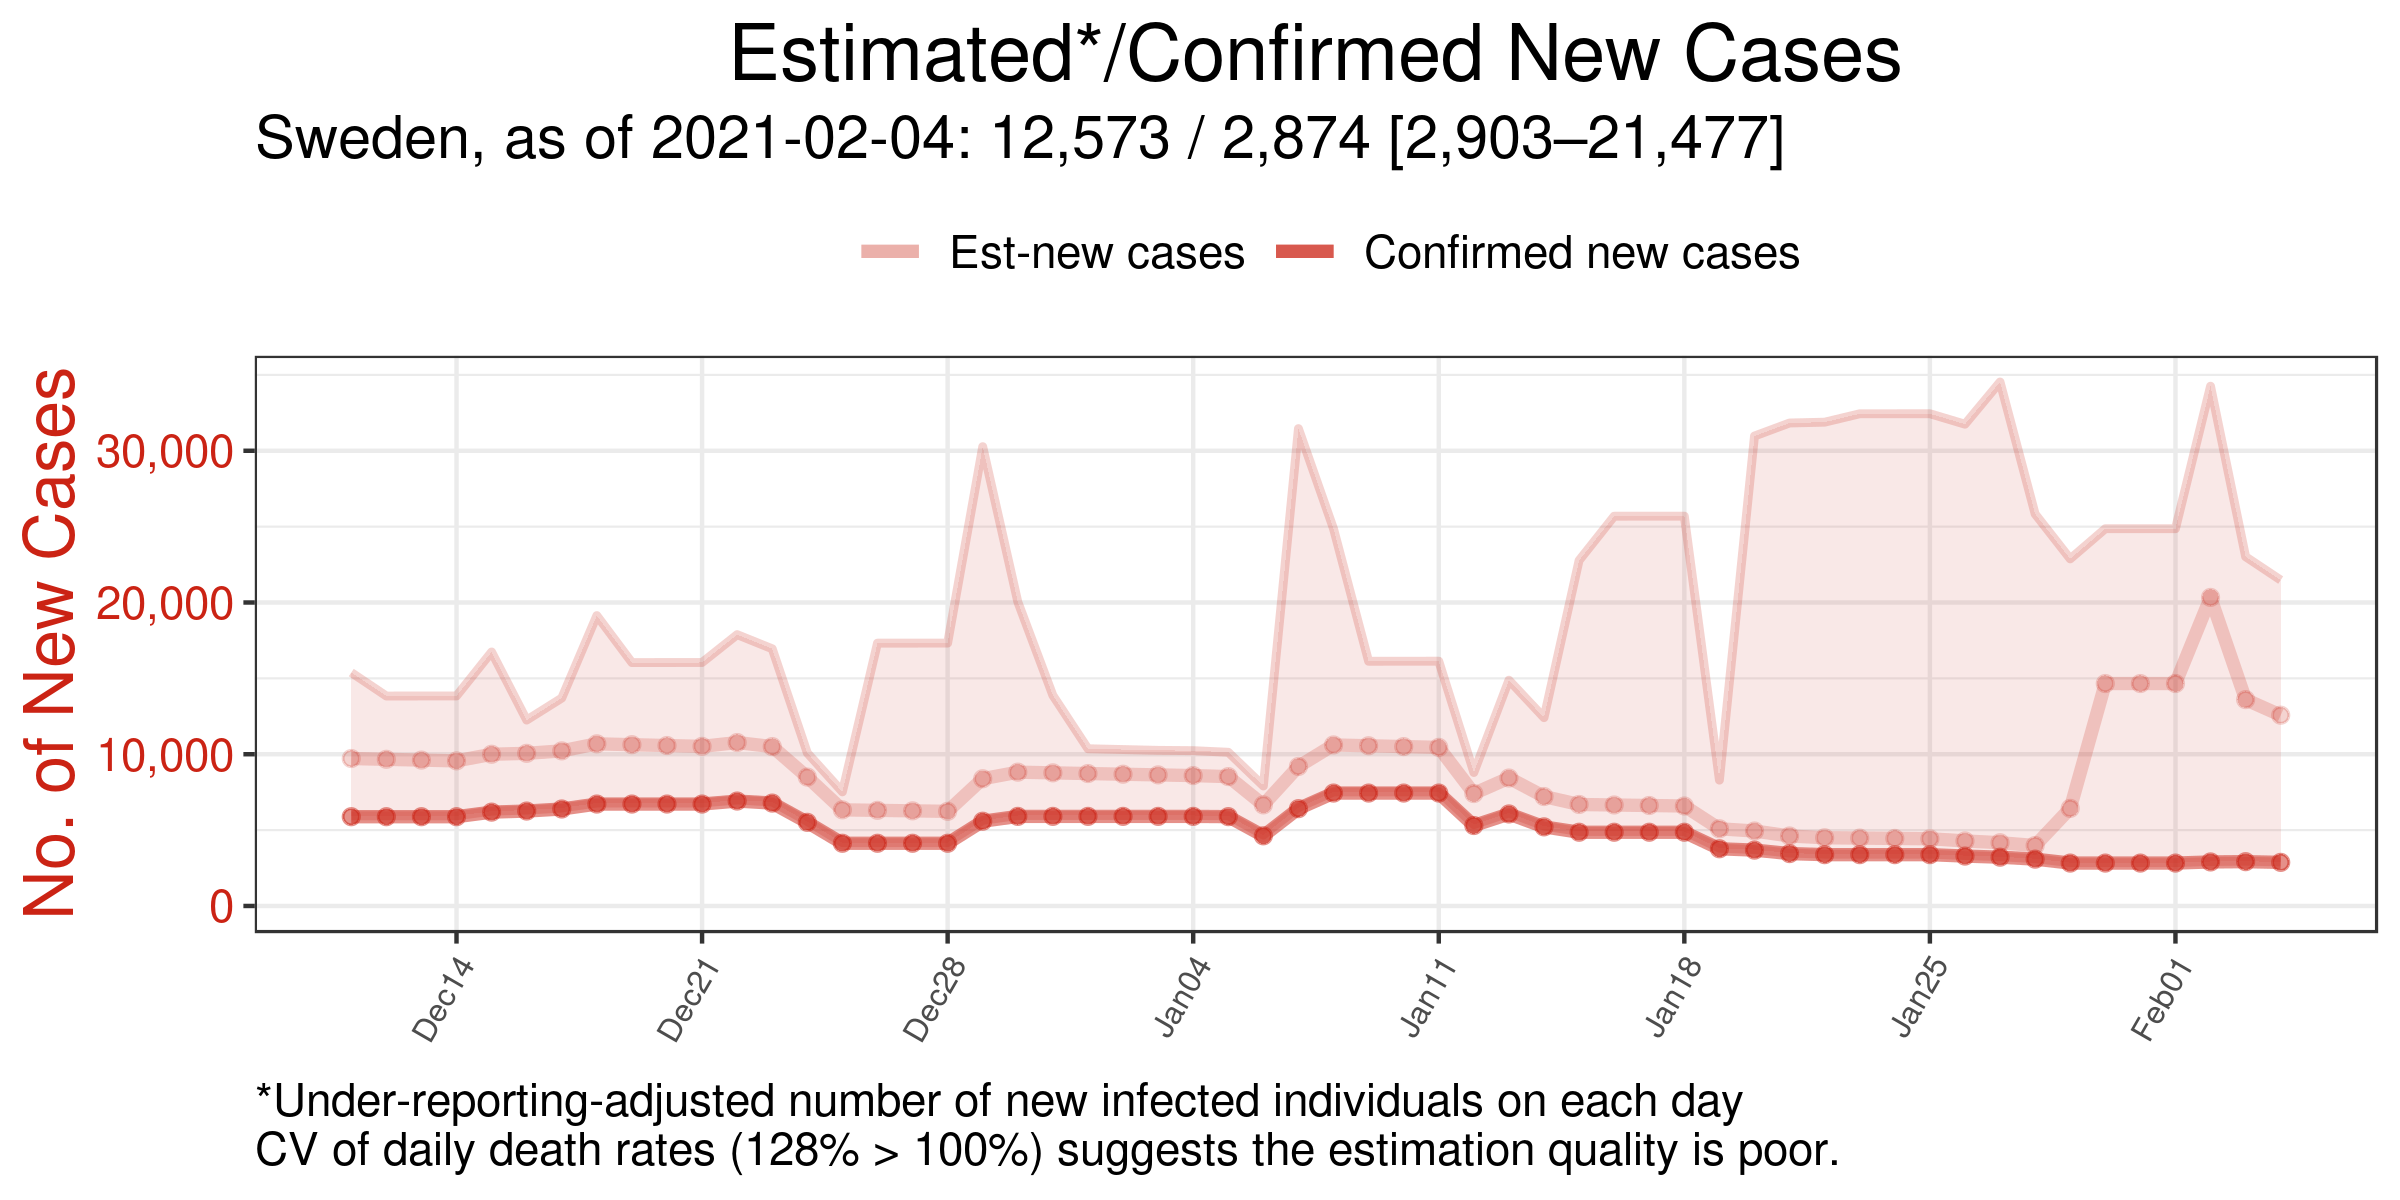 Estimated*/Confirmed New Cases
Sweden, as of 2021-02-04: 12,573 / 2,874 [2,903–21,477]
Est-new cases
Confirmed new cases
No. of New Cases
30,000
20,000
10,000
0
Dec14
Dec21
Dec28
Jan04
Jan11
Jan18
Jan25
Feb01
*Under-reporting-adjusted number of new infected individuals on each day
CV of daily death rates (128% > 100%) suggests the estimation quality is poor.